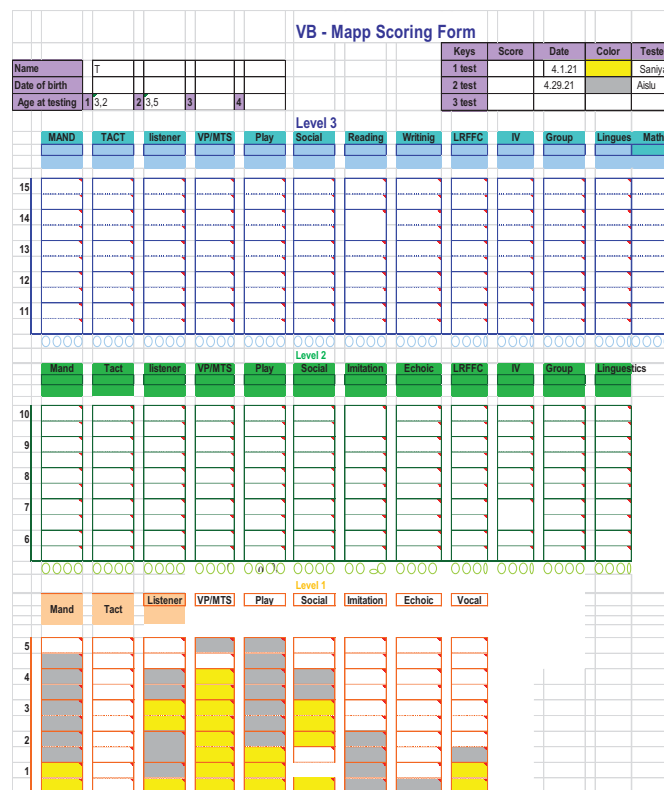 VB - Mapp Scoring Form
Keys Score Date Color Teste
Name T 1 test 4.1.21 Saniya
Date of birth 2 test 4.29.21 Aislu
Age at testing 1 3,2 2 3,5 3 4 3 test
Level 3
MAND TACT listener VP/MTS Play Social Reading Writinig LRFFC IV Group Lingues Math
15
14
13
12
11
Level 2
Mand Tact listener VP/MTS Play Social Imitation Echoic LRFFC IV Group Linguestics
10
9
8
7
6
Level 1
Mand Tact Listener VP/MTS Play Social Imitation Echoic Vocal
5
4
3
2
1